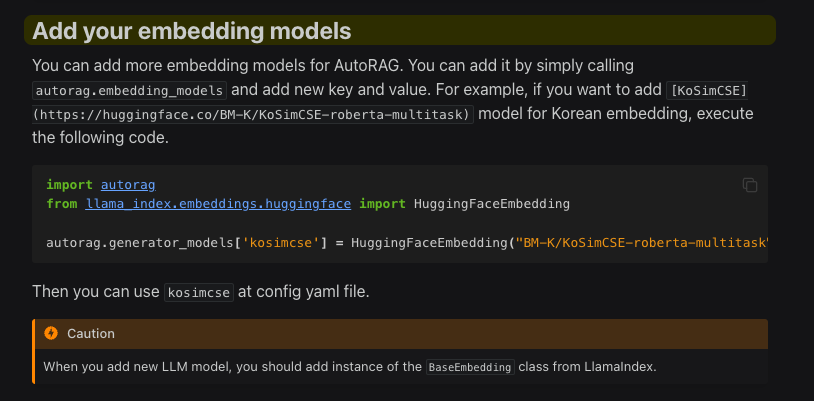 Add your embedding models
You can add more embedding models for AutoRAG. You can add it by simply calling
autorag.embedding_models and add new key and value. For example, if you want to add [KoSimCSE]
(https://huggingface.co/BM-K/KoSimCSE-roberta-multitask) model for Korean embedding, execute
the following code.
import autorag
from llama_index.embeddings.huggingface import HuggingFaceEmbedding
autorag.generator_models['kosimcse'] = HuggingFaceEmbedding("BM-K/KoSimCSE-roberta-multitask"
Then you can use kosimcse at config yaml file.
Caution
When you add new LLM model, you should add instance of the BaseEmbedding class from LlamaIndex.